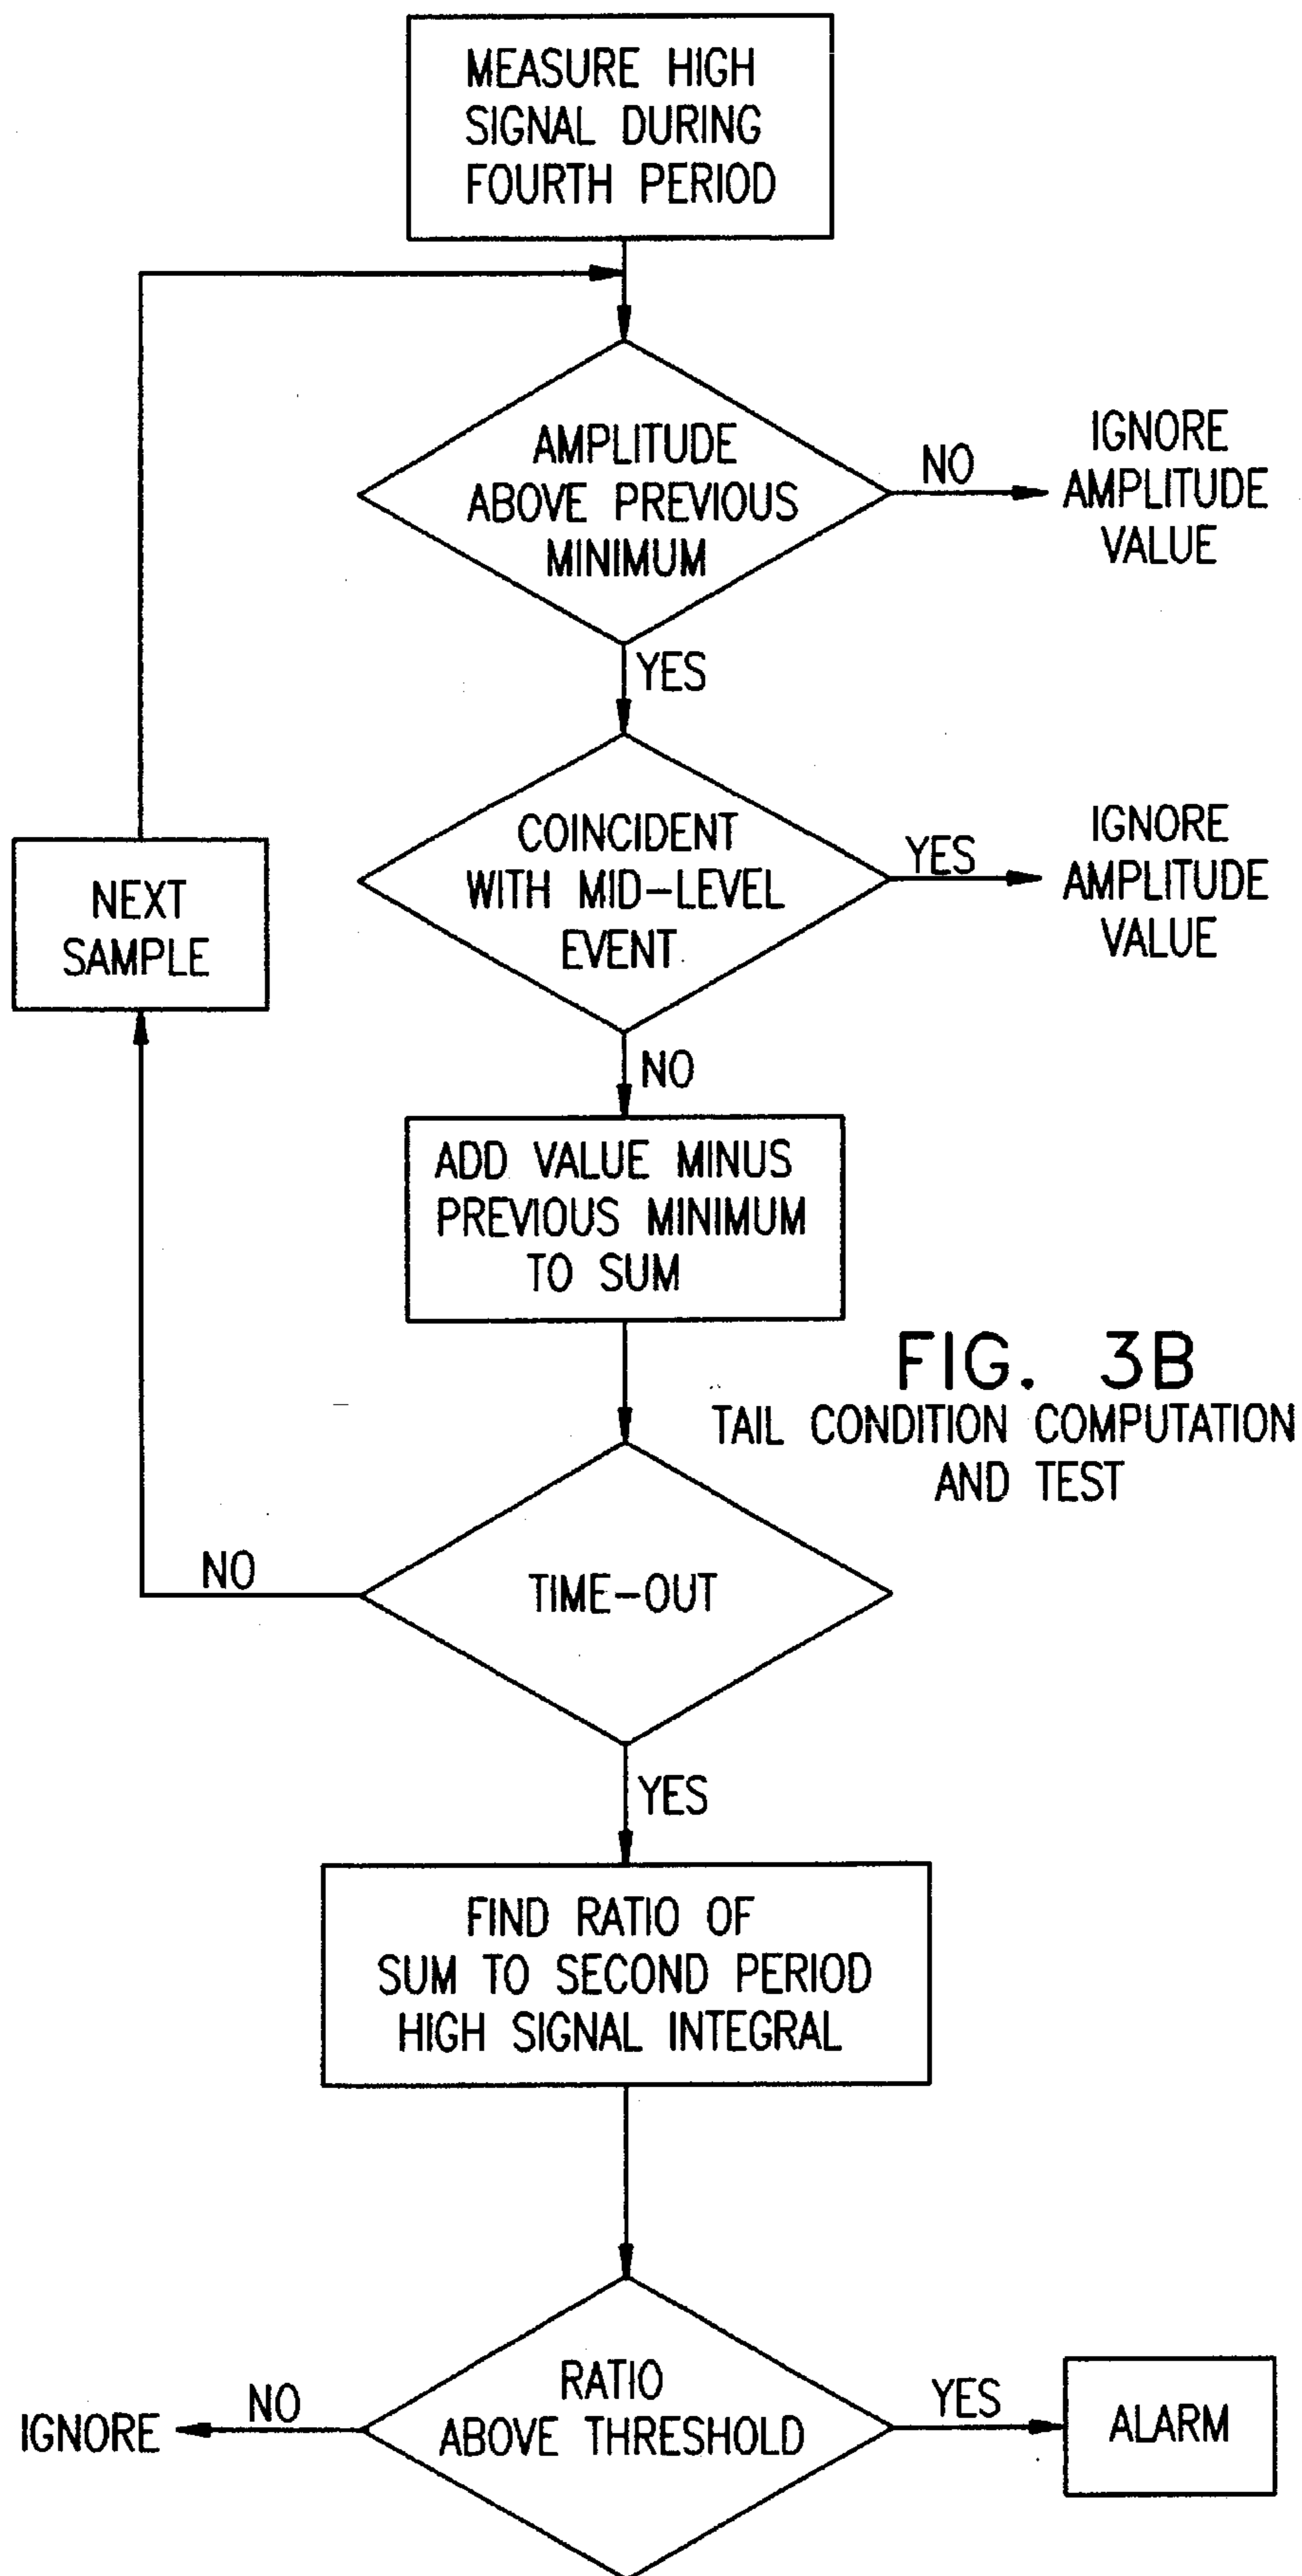 MEASURE HIGH
SIGNAL DURING
FOURTH PERIOD
AMPLITUDE
ABOVE PREVIOUS
MINIMUM
NO
IGNORE
AMPLITUDE
VALUE
YES
COINCIDENT
WITH MID-LEVEL
EVENT
YES
IGNORE
AMPLITUDE
VALUE
NEXT
SAMPLE
NO
ADD VALUE MINUS
PREVIOUS MINIMUM
TO SUM
FIG. 3B
TAIL CONDITION COMPUTATION
AND TEST
TIME-OUT
NO
YES
FIND RATIO OF
SUM TO SECOND PERIOD
HIGH SIGNAL INTEGRAL
RATIO
ABOVE THRESHOLD
NO
IGNORE
YES
ALARM